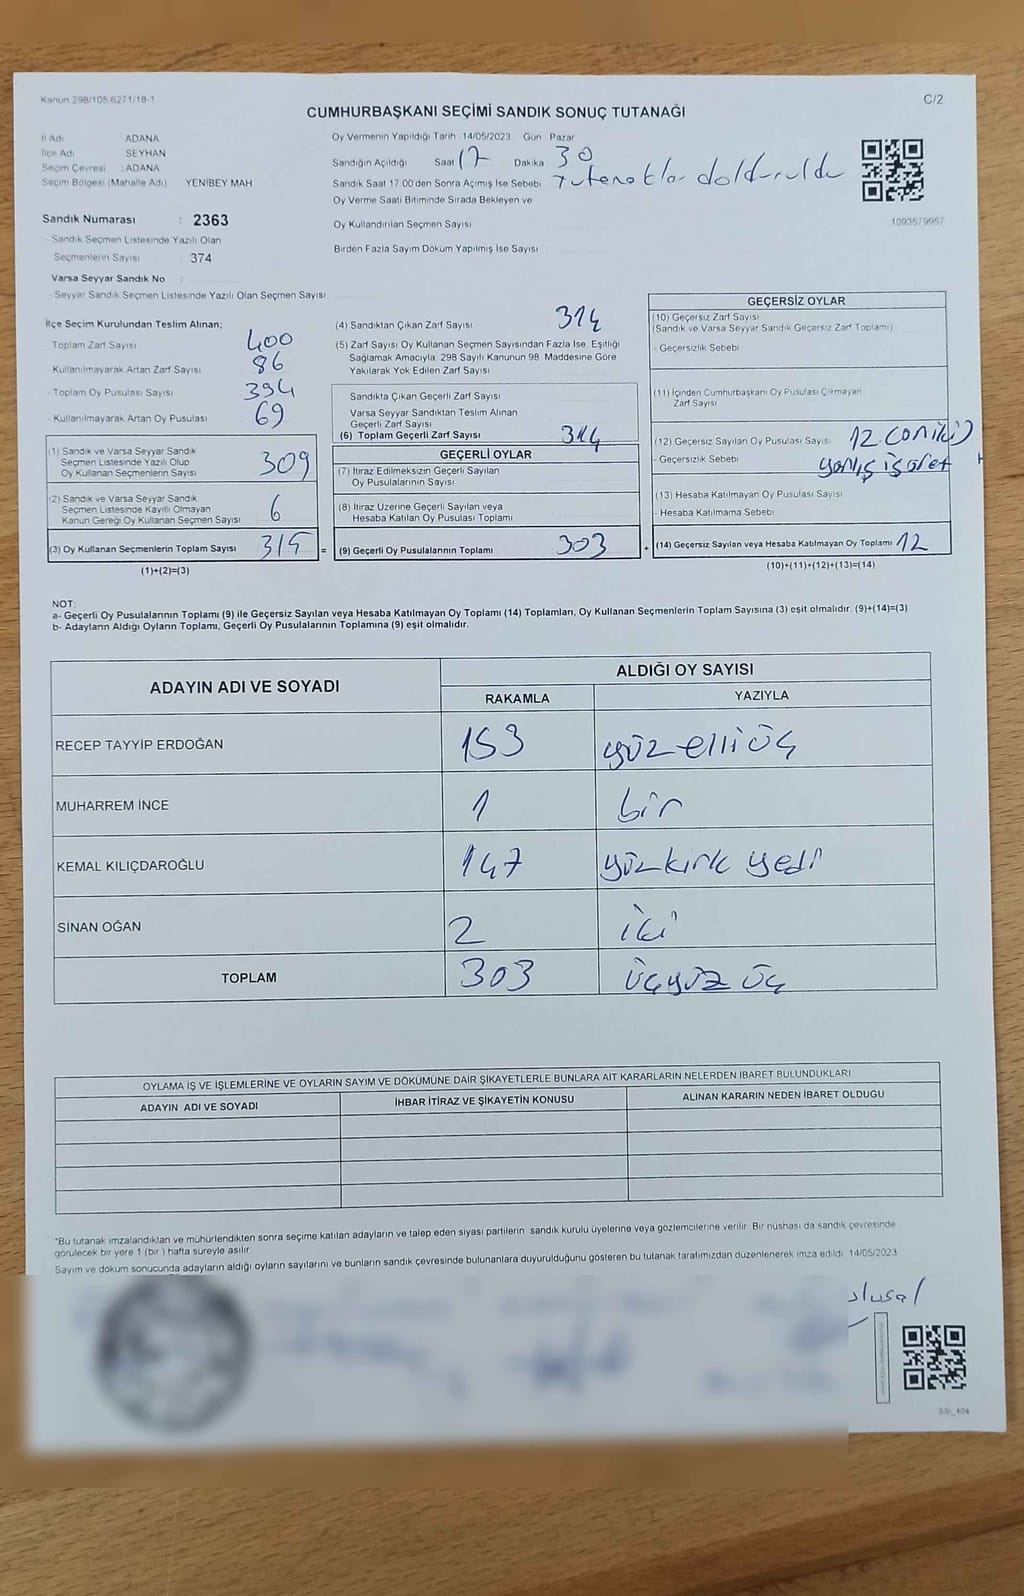 Kanun 298/105.6271/18-1
C/2
CUMHURBAŞKANI SEÇİMİ SANDIK SONUÇ TUTANAĞI
İl Adı ADANA
İlçe Adı SEYHAN
Seçim Çevresi : ADANA
Seçim Bölgesi (Mahalle Adı) YENİBEY MAH
Sandık Numarası : 2363
- Sandık Seçmen Listesinde Yazılı Olan
Seçmenlerin Sayısı 374
Varsa Seyyar Sandık No :
- Seyyar Sandık Seçmen Listesinde Yazılı Olan Seçmen Sayısı
Oy Vermenin Yapıldığı Tarih 14/05/2023 Gün Pazar
Sandığın Açıldığı Saat 17 Dakika 30
Sandık Saat 17:00'den Sonra Açımış İse Sebebi Tutanaklar dolduruldu
Oy Verme Saati Bitiminde Sırada Bekleyen ve
Oy Kullandırılan Seçmen Sayısı
Birden Fazla Sayım Döküm Yapılmış İse Sayısı
1093579957
İlçe Seçim Kurulundan Teslim Alınan;
- Toplam Zarf Sayısı 400
- Kullanılmayarak Artan Zarf Sayısı 86
- Toplam Oy Pusulası Sayısı 394
- Kullanılmayarak Artan Oy Pusulası 69
(1) Sandık ve Varsa Seyyar Sandık
Seçmen Listesinde Yazılı Olup
Oy Kullanan Seçmenlerin Sayısı 309
(2) Sandık ve Varsa Seyyar Sandık
Seçmen Listesinde Kayıtlı Olmayan
Kanun Gereği Oy Kullanan Seçmen Sayısı 6
(3) Oy Kullanan Seçmenlerin Toplam Sayısı 315 =
(1)+(2)=(3)
(4) Sandıktan Çıkan Zarf Sayısı 314
(5) Zarf Sayısı Oy Kullanan Seçmen Sayısından Fazla İse, Eşitliği
Sağlamak Amacıyla, 298 Sayılı Kanunun 98. Maddesine Göre
Yakılarak Yok Edilen Zarf Sayısı
Sandıkta Çıkan Geçerli Zarf Sayısı
Varsa Seyyar Sandıktan Teslim Alınan
Geçerli Zarf Sayısı
(6) Toplam Geçerli Zarf Sayısı 314
GEÇERLİ OYLAR
(7) İtiraz Edilmeksizin Geçerli Sayılan
Oy Pusulalarının Sayısı
(8) İtiraz Üzerine Geçerli Sayılan veya
Hesaba Katılan Oy Pusulası Toplamı
(9) Geçerli Oy Pusulalarının Toplamı 303 +
GEÇERSİZ OYLAR
(10) Geçersiz Zarf Sayısı
(Sandık ve Varsa Seyyar Sandık Geçersiz Zarf Toplamı)
- Geçersizlik Sebebi
(11) İçinden Cumhurbaşkanı Oy Pusulası Çıkmayan
Zarf Sayısı
(12) Geçersiz Sayılan Oy Pusulası Sayısı 12 (oniki)
- Geçersizlik Sebebi yanlış işaret
(13) Hesaba Katılmayan Oy Pusulası Sayısı
- Hesaba Katılmama Sebebi
(14) Geçersiz Sayılan veya Hesaba Katılmayan Oy Toplamı 12
(10)+(11)+(12)+(13)=(14)
NOT:
a- Geçerli Oy Pusulalarının Toplamı (9) ile Geçersiz Sayılan veya Hesaba Katılmayan Oy Toplamı (14) Toplamları, Oy Kullanan Seçmenlerin Toplam Sayısına (3) eşit olmalıdır. (9)+(14)=(3)
b- Adayların Aldığı Oyların Toplamı, Geçerli Oy Pusulalarının Toplamına (9) eşit olmalıdır.
ADAYIN ADI VE SOYADI ALDIĞI OY SAYISI
RAKAMLA YAZIYLA
RECEP TAYYİP ERDOĞAN 153 yüz elli üç
MUHARREM İNCE 1 bir
KEMAL KILIÇDAROĞLU 147 yüzkırk yedi
SİNAN OĞAN 2 iki
TOPLAM 303 üçyüz üç
OYLAMA İŞ VE İŞLEMLERİNE VE OYLARIN SAYIM VE DÖKÜMÜNE DAİR ŞİKAYETLERLE BUNLARA AİT KARARLARIN NELERDEN İBARET BULUNDUKLARI
ADAYIN ADI VE SOYADI İHBAR İTİRAZ VE ŞİKAYETİN KONUSU ALINAN KARARIN NEDEN İBARET OLDUĞU
*Bu tutanak imzalandıktan ve mühürlendikten sonra seçime katılan adayların ve talep eden siyasi partilerin sandık kurulu üyelerine veya gözlemcilerine verilir. Bir nüshası da sandık çevresinde
görülecek bir yere 1 (bir ) hafta süreyle asılır.
Sayım ve döküm sonucunda adayların aldığı oyların sayılarını ve bunların sandık çevresinde bulunanlara duyurulduğunu gösteren bu tutanak tarafımızdan düzenlenerek imza edildi. 14/05/2023